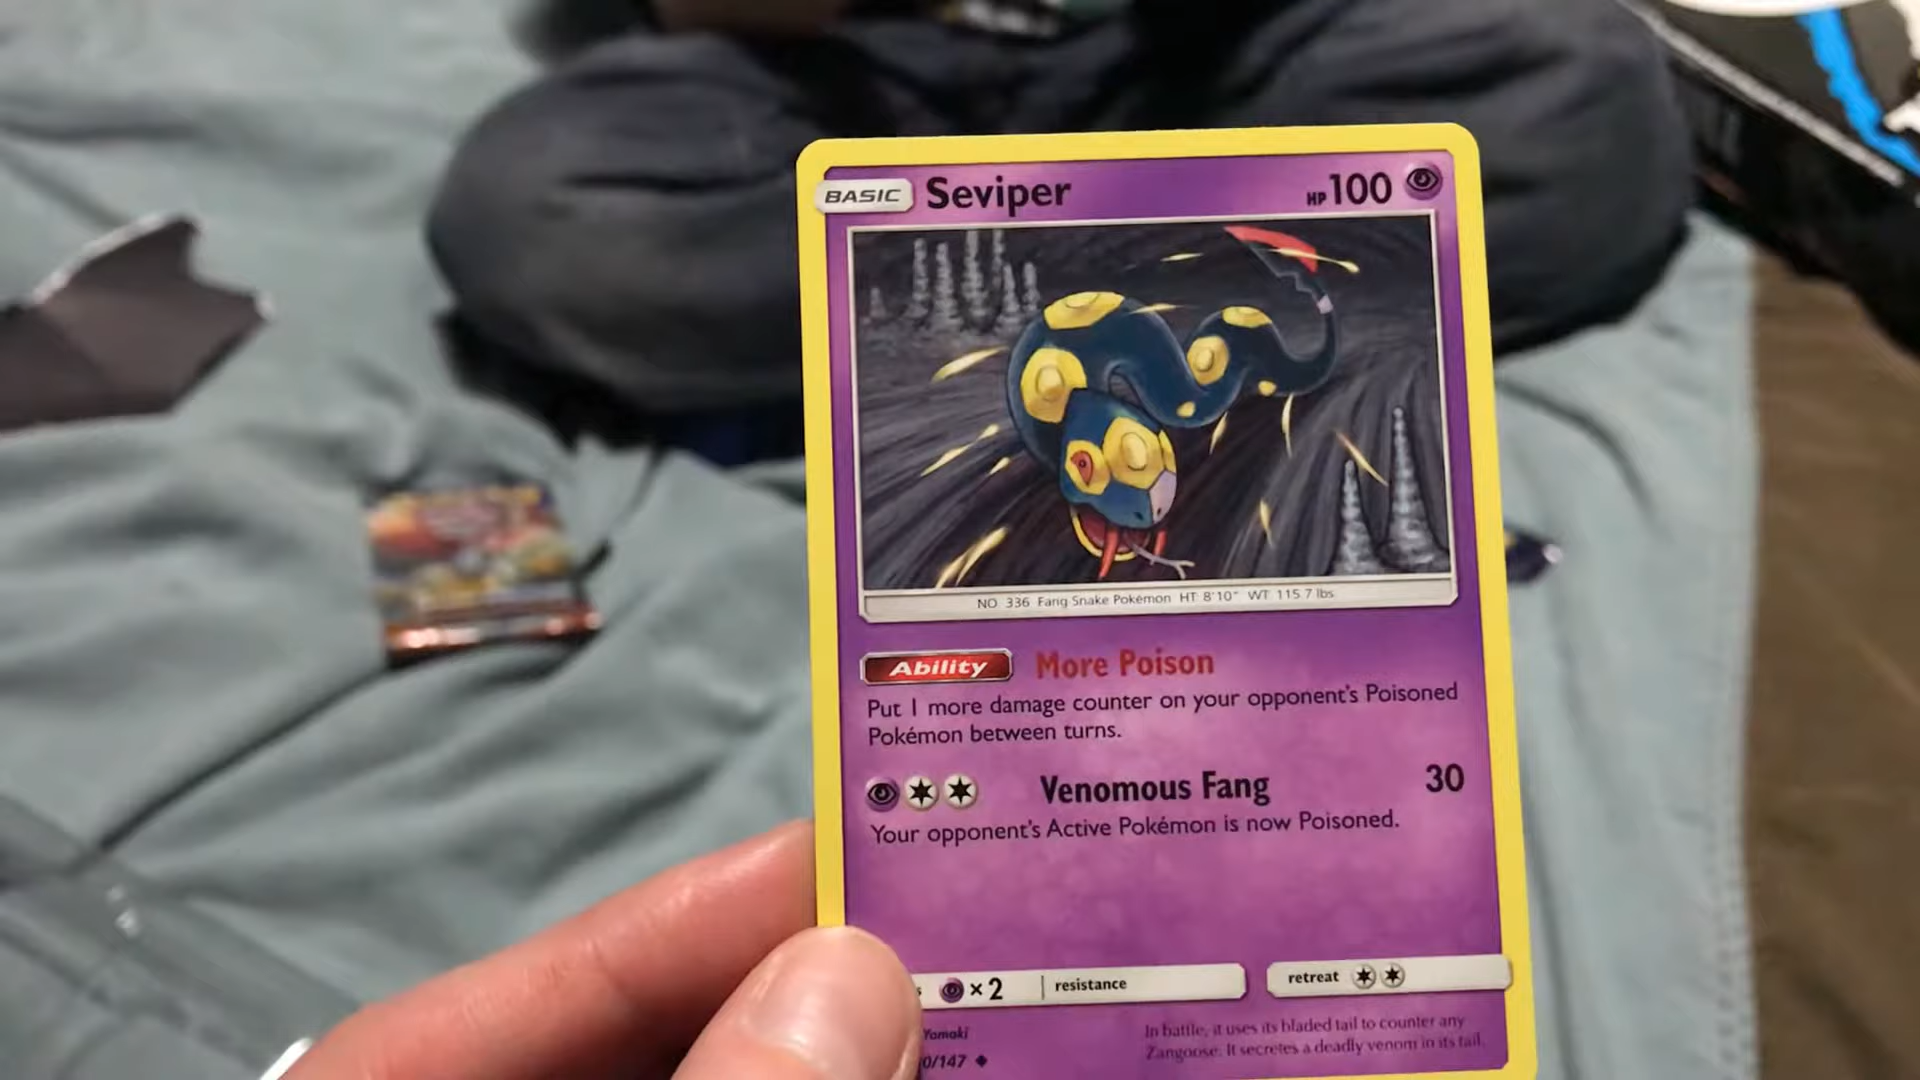 BASIC Seviper HP 100
NO 336 Fang Snake Pokémon HT 8'10" WT 115.7 lbs
Ability More Poison
Put 1 more damage counter on your opponent's Poisoned
Pokémon between turns.
Venomous Fang 30
Your opponent's Active Pokémon is now Poisoned.
×2 resistance retreat
Yamaki
0/147
In battle, it uses its bladed tail to counter any
Zangoose. It secretes a deadly venom in its tail.